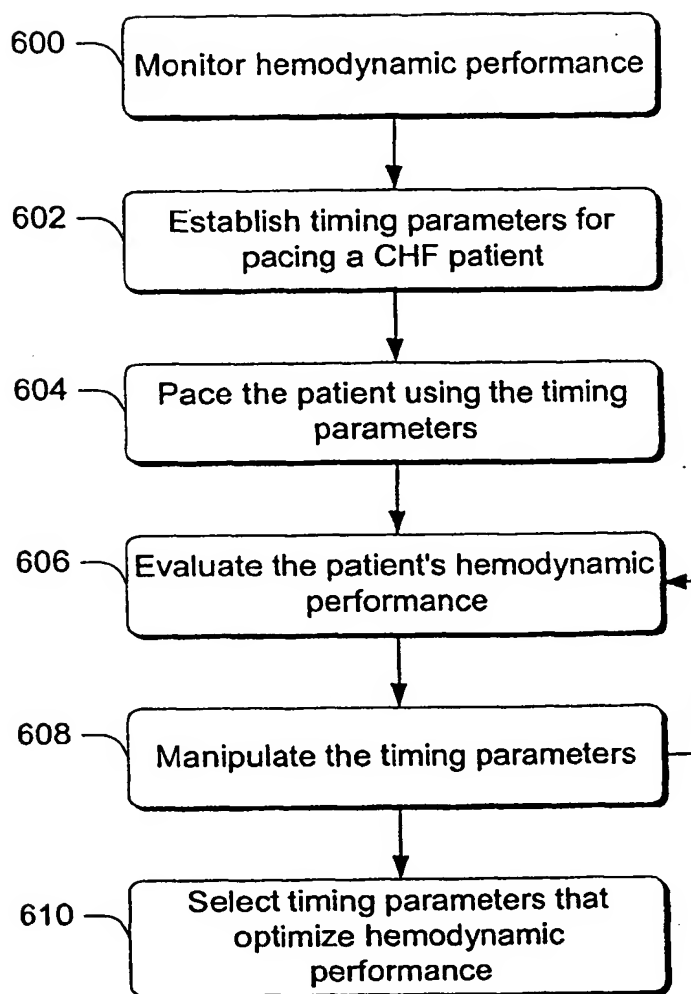 600
Monitor hemodynamic performance
602
Establish timing parameters for
pacing a CHF patient
604
Pace the patient using the timing
parameters
606
Evaluate the patient's hemodynamic
performance
608
Manipulate the timing parameters
610
Select timing parameters that
optimize hemodynamic
performance